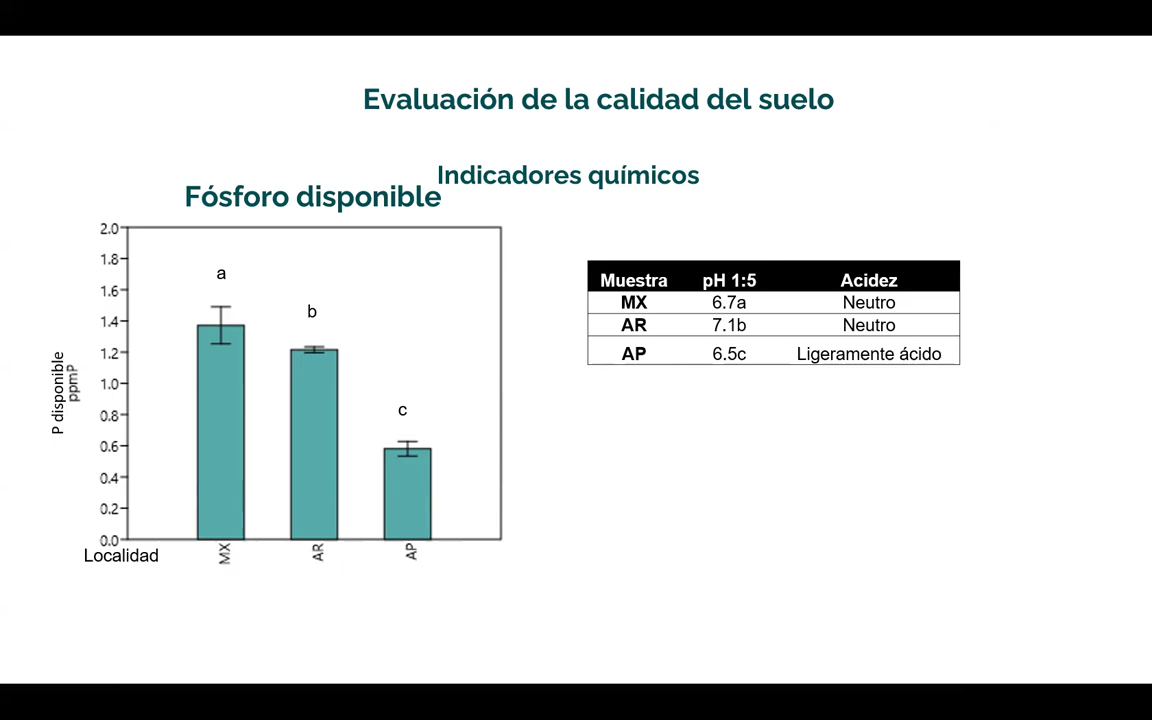 Evaluación de la calidad del suelo
Indicadores químicos
Fósforo disponible
2.0
1.8
1.6
1.4
1.2
1.0
0.8
0.6
0.4
0.2
0.0
P disponible
ppmP
a
b
c
Localidad
MX
AR
AP
Muestra pH 1:5 Acidez
MX 6.7a Neutro
AR 7.1b Neutro
AP 6.5c Ligeramente ácido